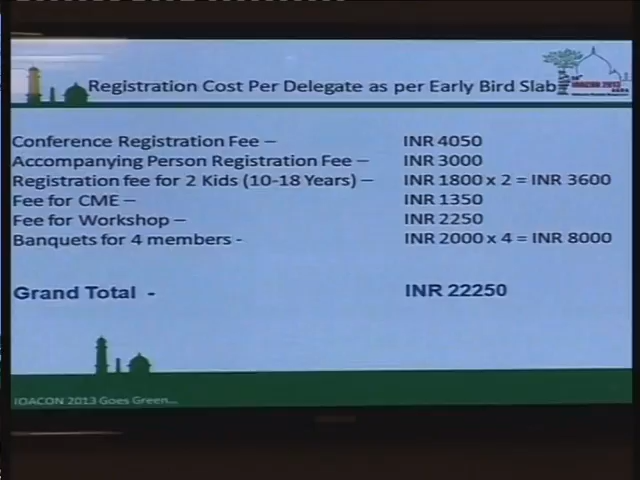 Registration Cost Per Delegate as per Early Bird Slab
IOACON 2013
Conference Registration Fee – INR 4050
Accompanying Person Registration Fee – INR 3000
Registration fee for 2 Kids (10-18 Years) – INR 1800 x 2 = INR 3600
Fee for CME – INR 1350
Fee for Workshop – INR 2250
Banquets for 4 members - INR 2000 x 4 = INR 8000
Grand Total - INR 22250
IOACON 2013 Goes Green...